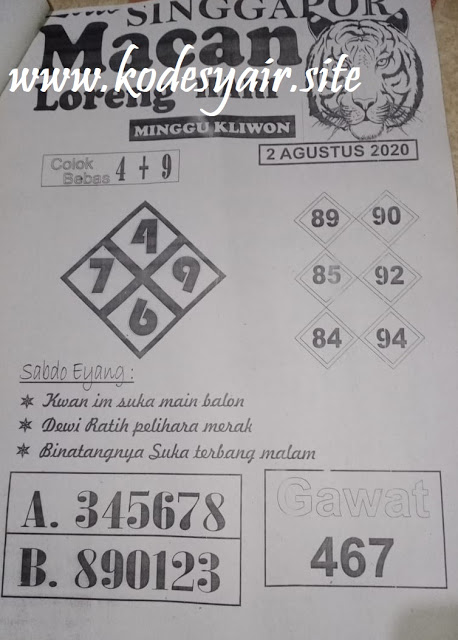 SINGGAPOR
Macan
www.kodesyair.site
Loreng
MINGGU KLIWON
2 AGUSTUS 2020
Colok Bebas 4 + 9
4
7 9
6
89 90
85 92
84 94
Sabdo Eyang :
Kwan im suka main balon
Dewi Ratih pelihara merak
Binatangnya Suka terbang malam
A. 345678
B. 890123
Gawat
467